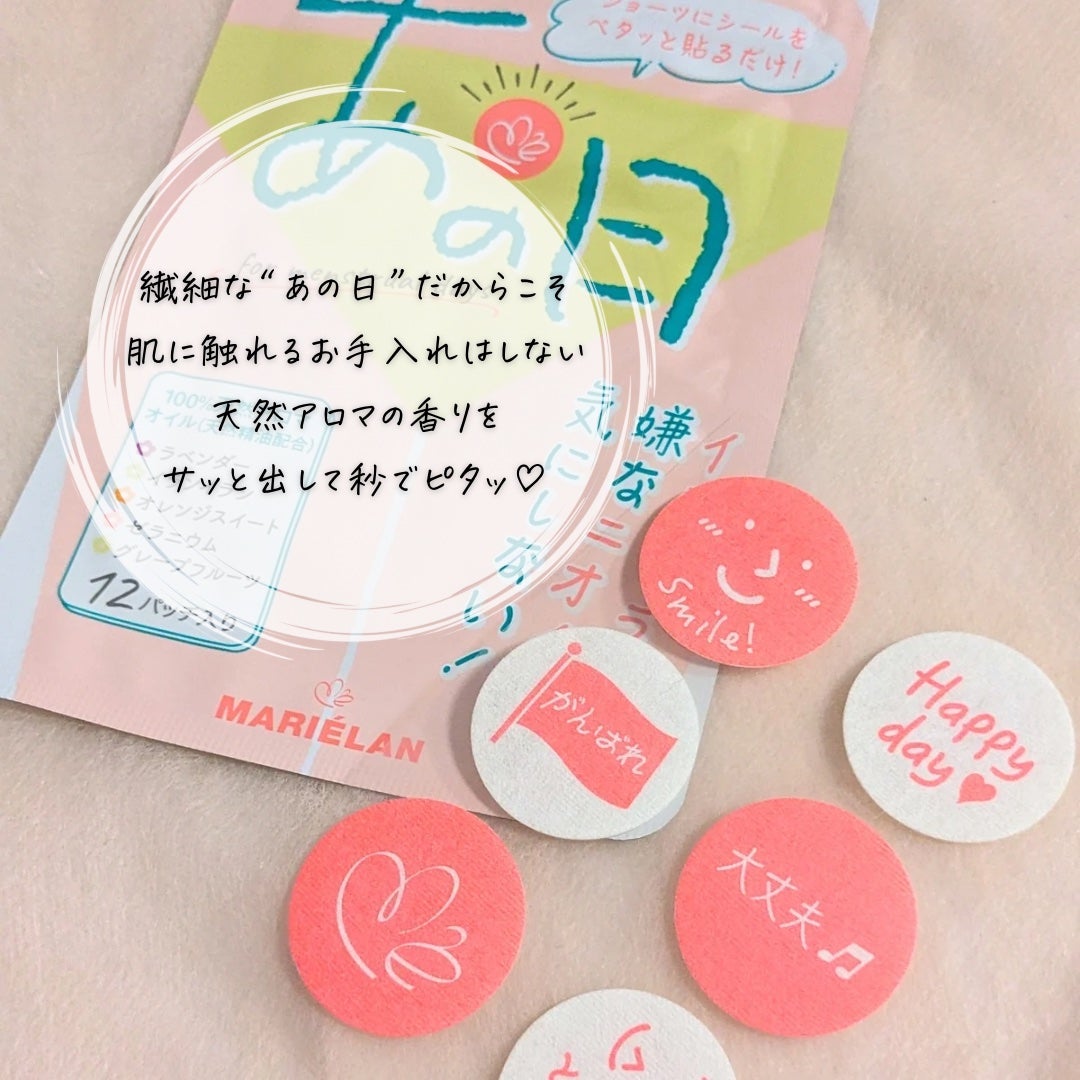 ショーツにシールを
ペタッと貼るだけ!
あの日
繊細な“あの日”だからこそ
肌に触れるお手入れはしない
天然アロマの香りを
サッと出して秒でピタッ♡
100%
オイル(天然精油配合)
ラベンダー
オレンジスイート
ゼラニウム
グレープフルーツ
12パッチ入り
嫌なニオ
気にしない!
MARIÉLAN
Smile!
がんばれ
Happy
day♥
大丈夫♫